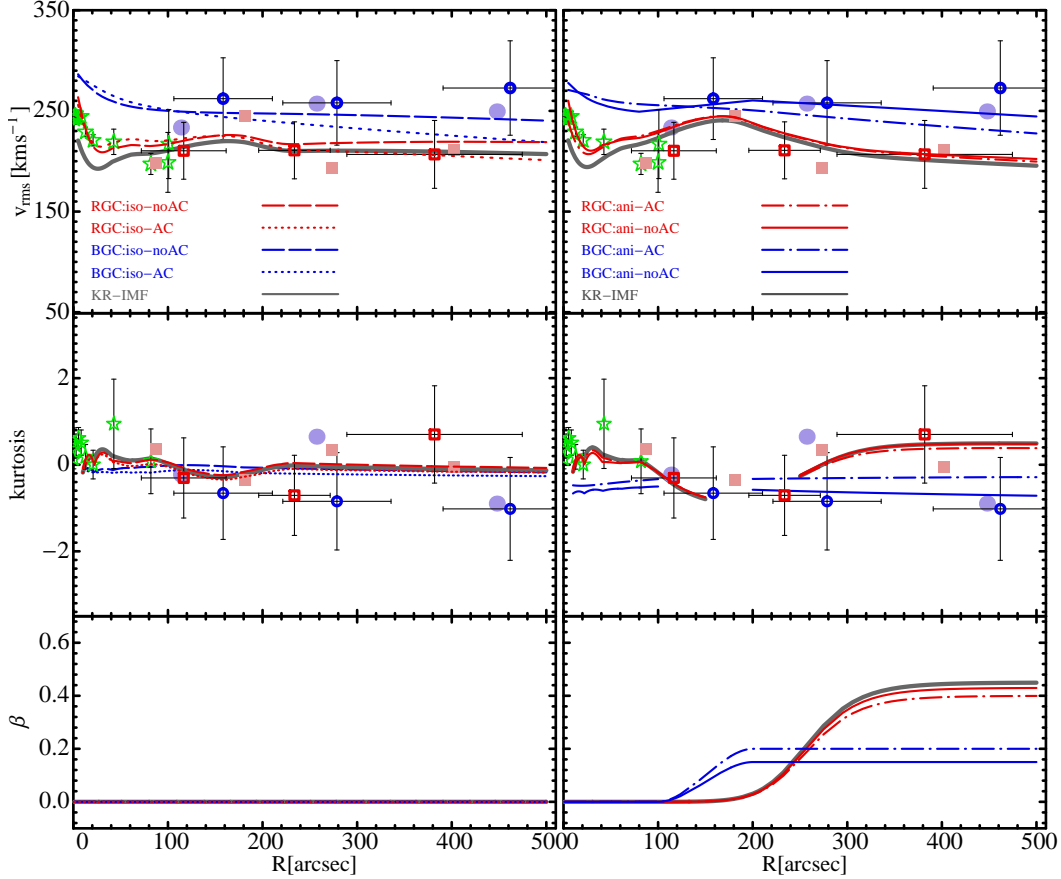 350
250
150
50
v_rms [kms⁻¹]
RGC:iso−noAC
RGC:iso−AC
BGC:iso−noAC
BGC:iso−AC
KR−IMF
RGC:ani−AC
RGC:ani−noAC
BGC:ani−AC
BGC:ani−noAC
KR−IMF
2
0
−2
kurtosis
0.6
0.4
0.2
0.0
β
0 100 200 300 400 500
0 100 200 300 400 500
R[arcsec]
R[arcsec]